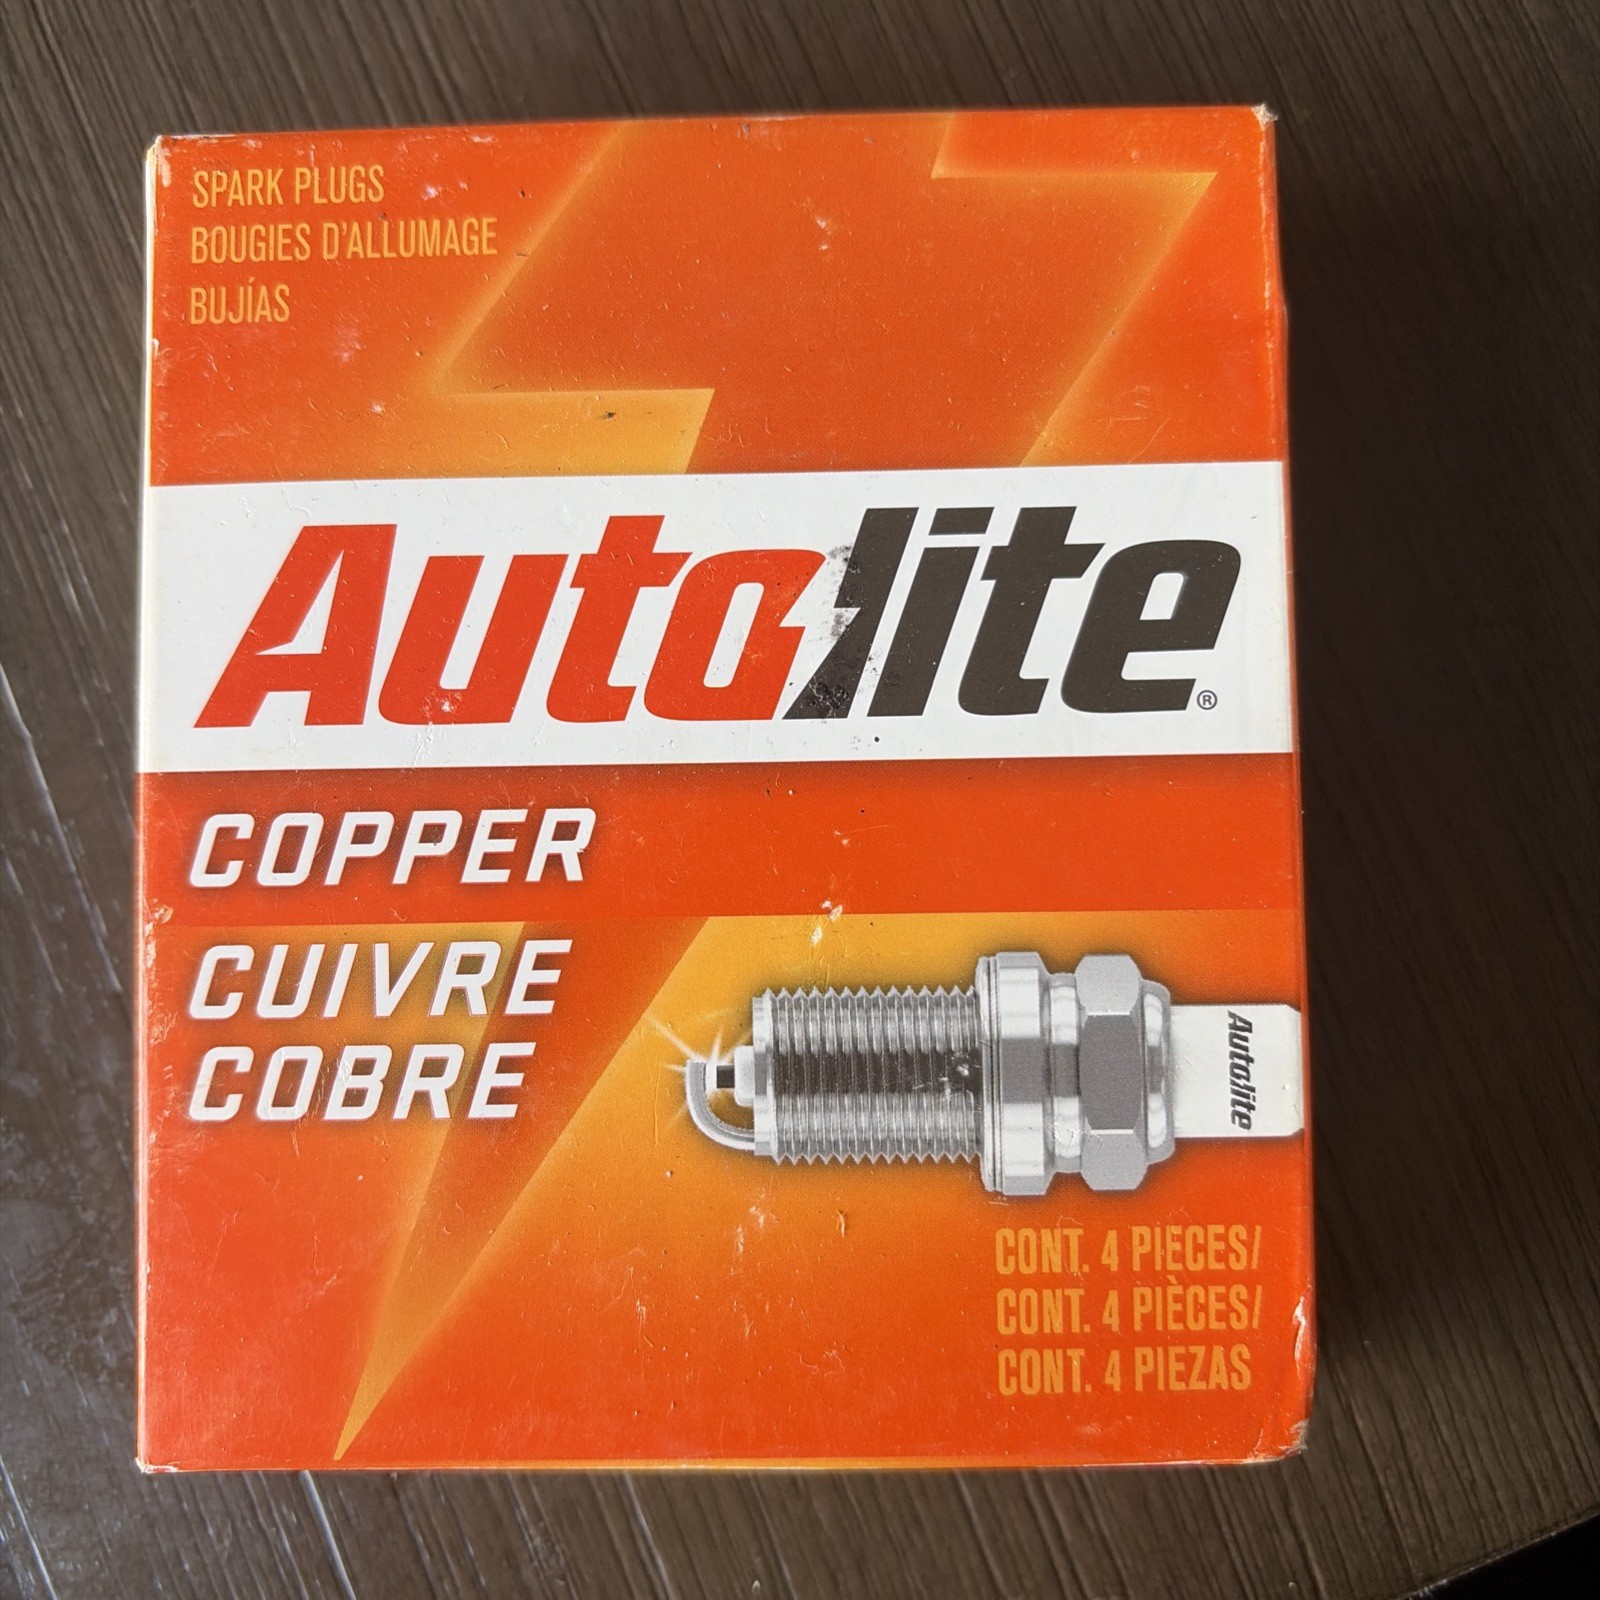 SPARK PLUGS
BOUGIES D'ALLUMAGE
BUJÍAS
Autolite®
COPPER
CUIVRE
COBRE
Autolite
CONT. 4 PIECES/
CONT. 4 PIÈCES/
CONT. 4 PIEZAS